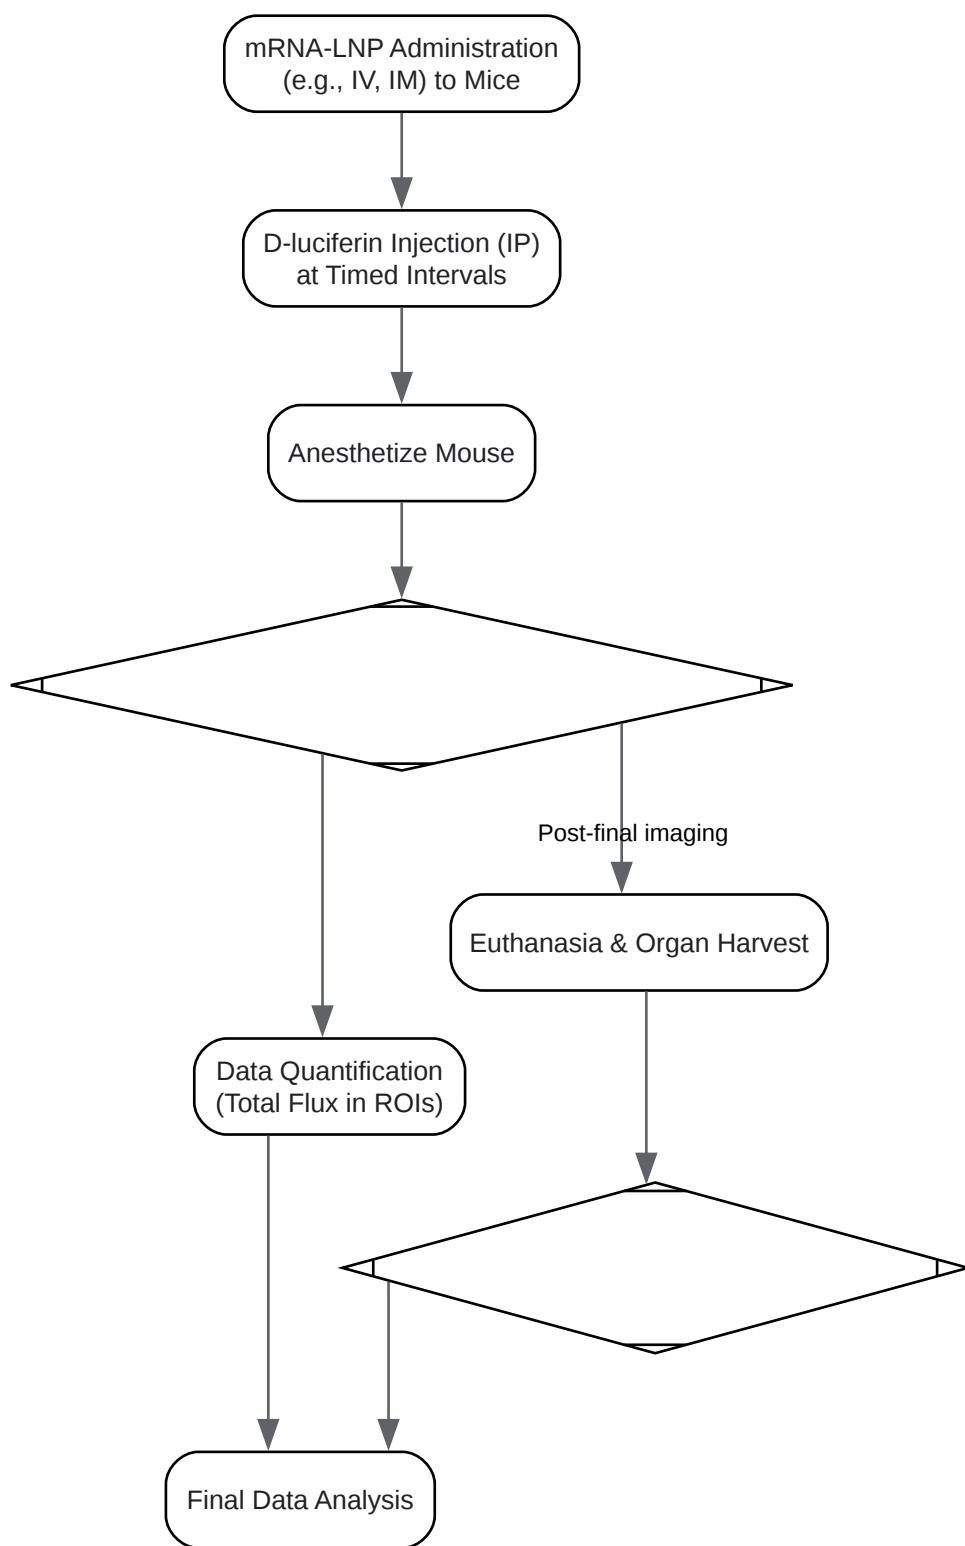 mRNA-LNP Administration
(e.g., IV, IM) to Mice
D-luciferin Injection (IP)
at Timed Intervals
Anesthetize Mouse
Post-final imaging
Euthanasia & Organ Harvest
Data Quantification
(Total Flux in ROIs)
Final Data Analysis